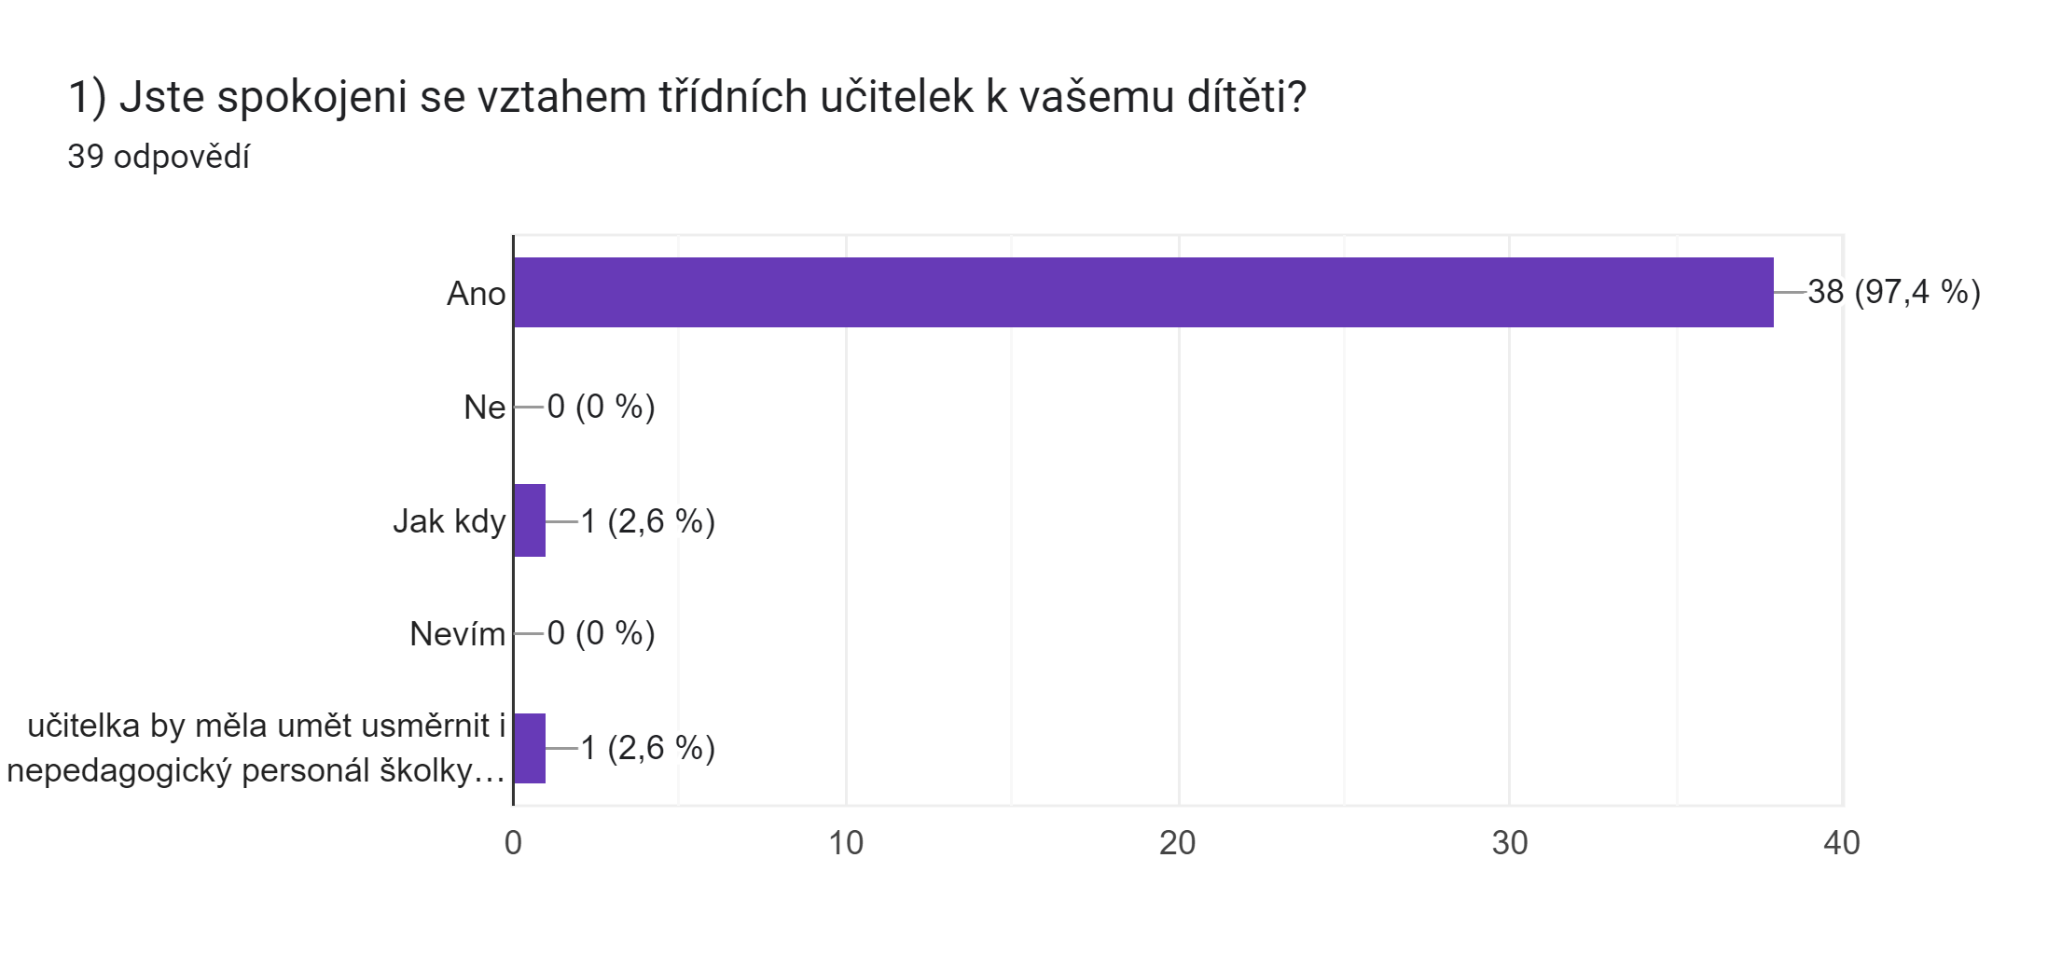 1) Jste spokojeni se vztahem třídních učitelek k vašemu dítěti?
39 odpovědí
Ano
38 (97,4 %)
Ne
0 (0 %)
Jak kdy
1 (2,6 %)
Nevím
0 (0 %)
učitelka by měla umět usměrnit i
nepedagogický personál školky…
1 (2,6 %)
0
10
20
30
40